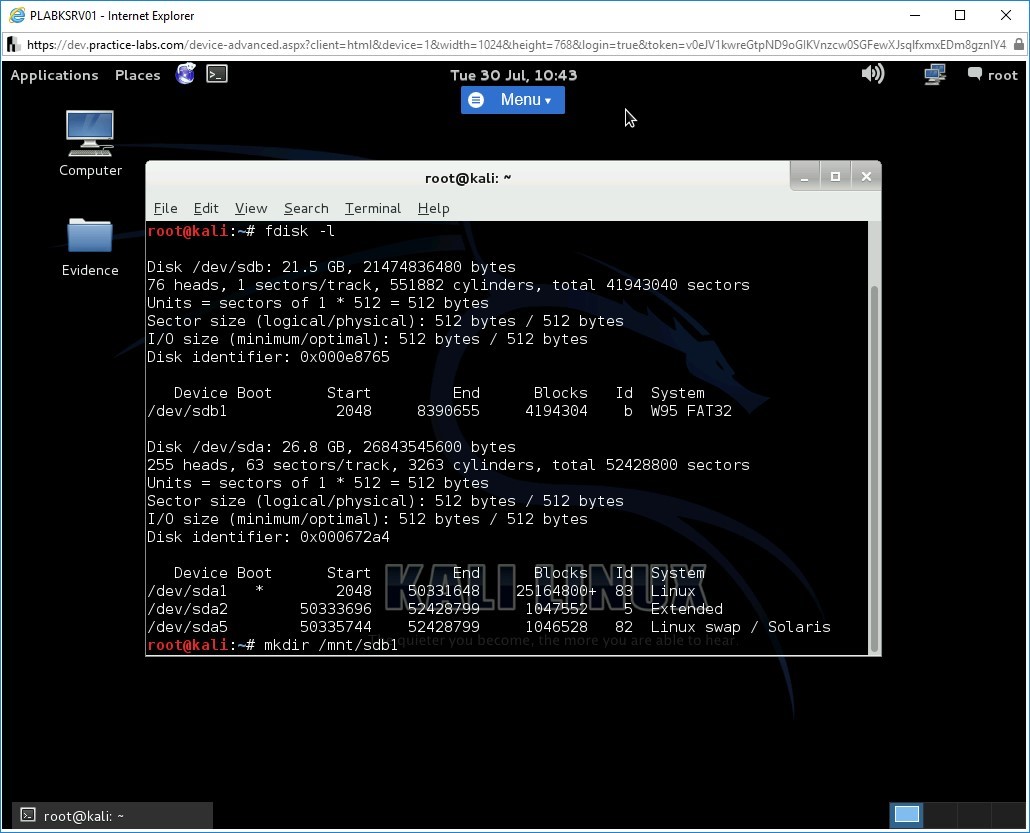 PLABKSRV01 - Internet Explorer
https://dev.practice-labs.com/device-advanced.aspx?client=html&device=1&width=1024&height=768&login=true&token=v0eJV1kwreGtpND9oGIKVnzcw0SGFewXJsqIfxmxEDm8gznIY4
Applications Places Tue 30 Jul, 10:43 root
Menu
Computer
Evidence
root@kali: ~
File Edit View Search Terminal Help
root@kali:~# fdisk -l
Disk /dev/sdb: 21.5 GB, 21474836480 bytes
76 heads, 1 sectors/track, 551882 cylinders, total 41943040 sectors
Units = sectors of 1 * 512 = 512 bytes
Sector size (logical/physical): 512 bytes / 512 bytes
I/O size (minimum/optimal): 512 bytes / 512 bytes
Disk identifier: 0x000e8765
Device Boot Start End Blocks Id System
/dev/sdb1 2048 8390655 4194304 b W95 FAT32
Disk /dev/sda: 26.8 GB, 26843545600 bytes
255 heads, 63 sectors/track, 3263 cylinders, total 52428800 sectors
Units = sectors of 1 * 512 = 512 bytes
Sector size (logical/physical): 512 bytes / 512 bytes
I/O size (minimum/optimal): 512 bytes / 512 bytes
Disk identifier: 0x000672a4
Device Boot Start End Blocks Id System
/dev/sda1 * 2048 50331648 25164800+ 83 Linux
/dev/sda2 50333696 52428799 1047552 5 Extended
/dev/sda5 50335744 52428799 1046528 82 Linux swap / Solaris
root@kali:~# mkdir /mnt/sdb1
KALI LINUX
The quieter you become, the more you are able to hear.
root@kali: ~